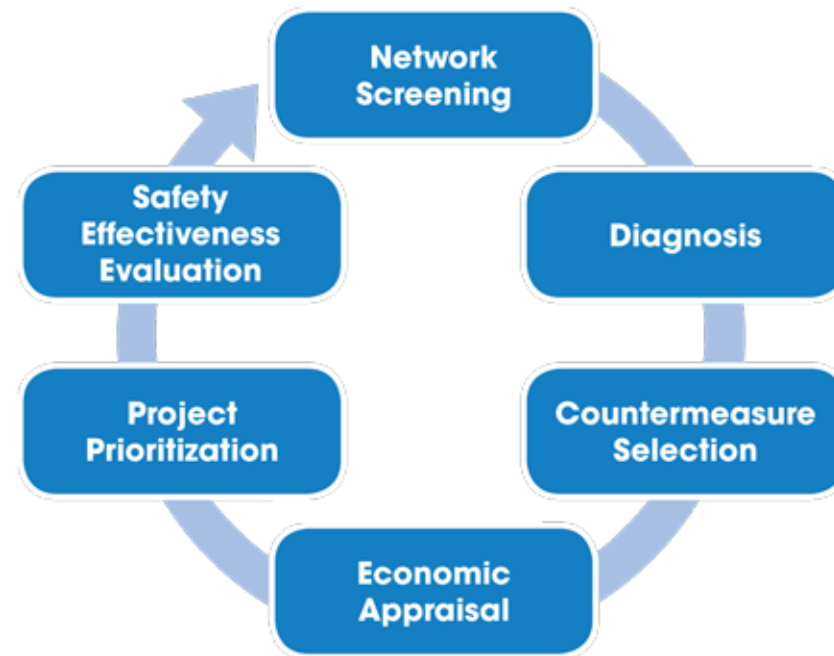 Network
Screening
Diagnosis
Countermeasure
Selection
Economic
Appraisal
Project
Prioritization
Safety
Effectiveness
Evaluation